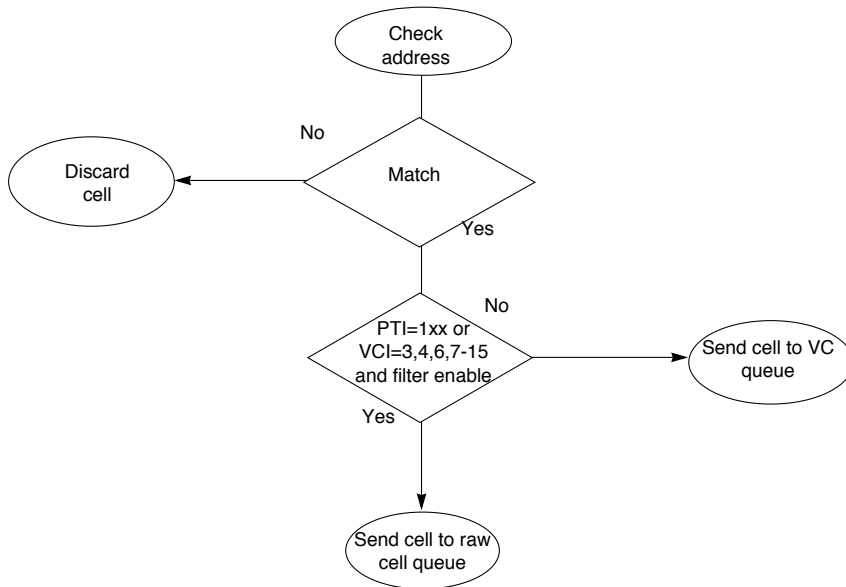 Check
address
No
Discard
cell
Match
Yes
No
PTI=1xx or
VCI=3,4,6,7-15
and filter enable
Send cell to VC
queue
Yes
Send cell to raw
cell queue